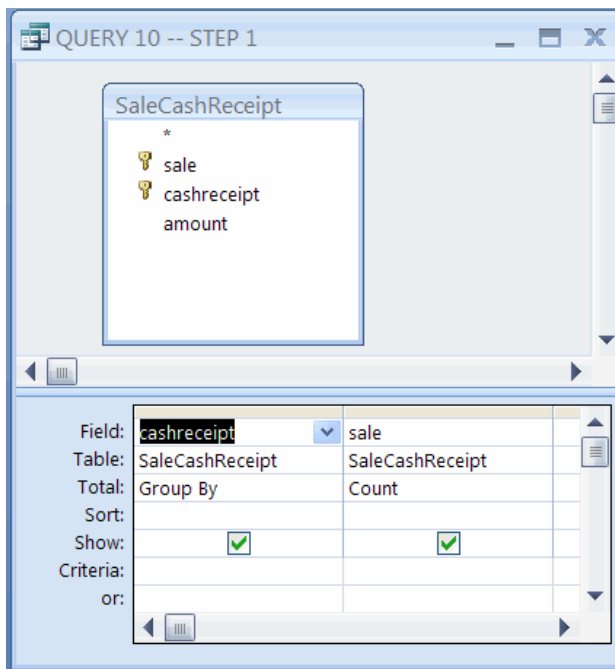 QUERY 10 -- STEP 1
SaleCashReceipt
*
sale
cashreceipt
amount
Field: cashreceipt sale
Table: SaleCashReceipt SaleCashReceipt
Total: Group By Count
Sort:
Show:
Criteria:
or: